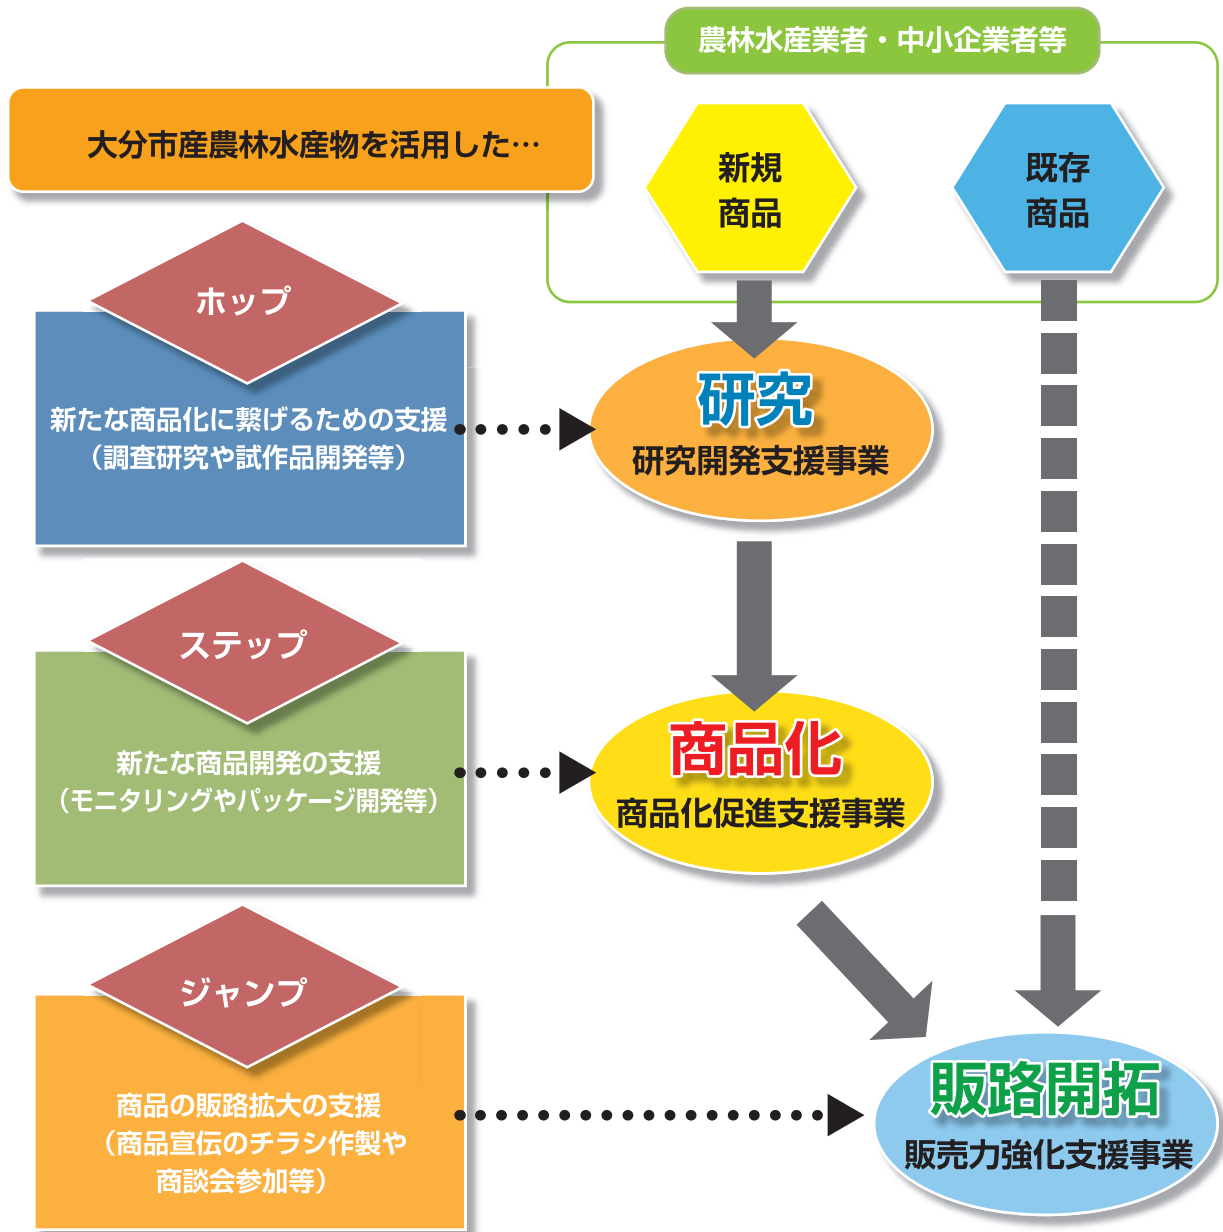 農林水産業者・中小企業者等
大分市産農林水産物を活用した…
新規
商品
既存
商品
ホップ
新たな商品化に繋げるための支援
（調査研究や試作品開発等）
研究
研究開発支援事業
ステップ
新たな商品開発の支援
（モニタリングやパッケージ開発等）
商品化
商品化促進支援事業
ジャンプ
商品の販路拡大の支援
（商品宣伝のチラシ作製や
商談会参加等）
販路開拓
販売力強化支援事業